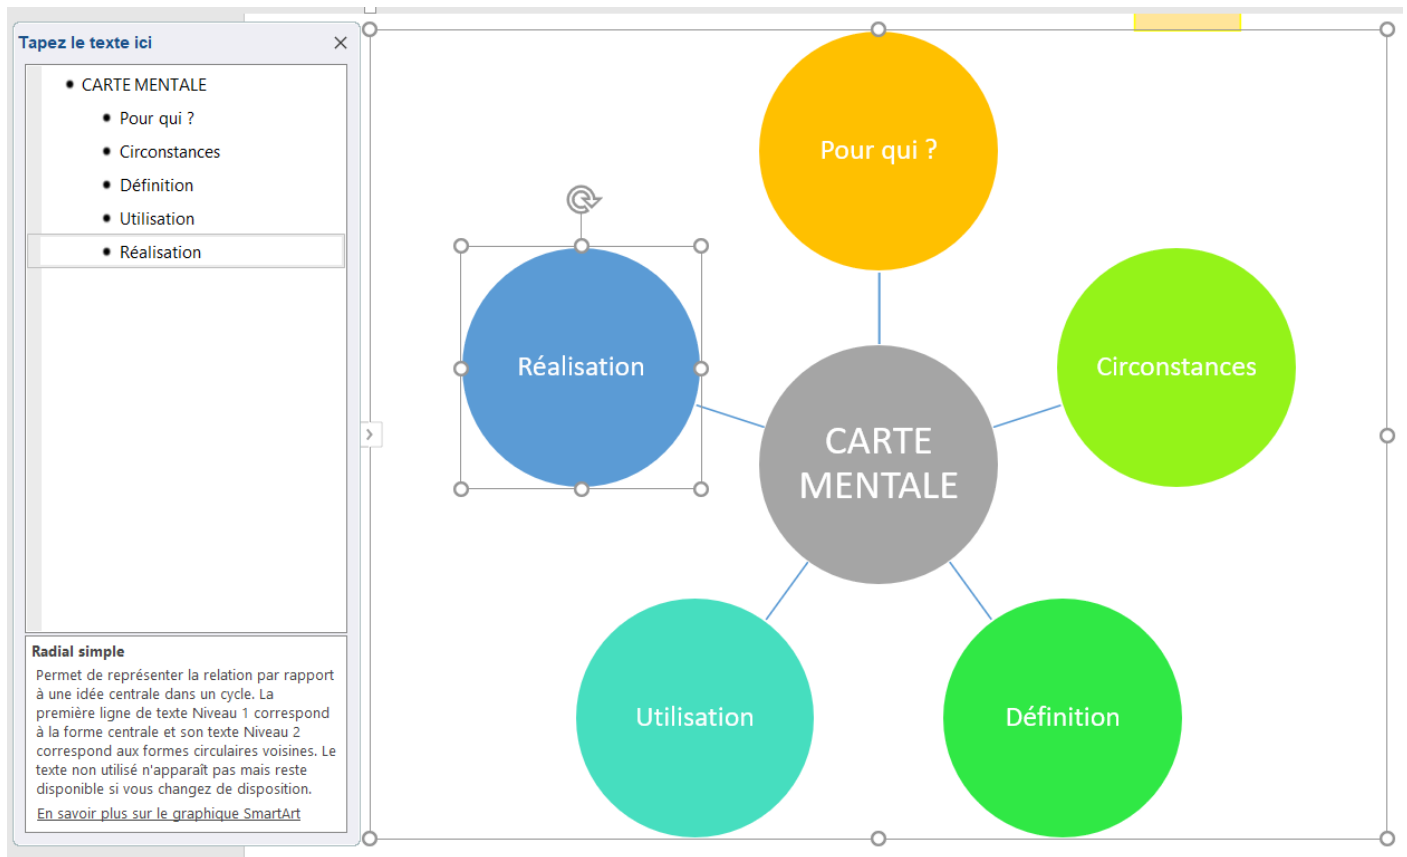 Tapez le texte ici
CARTE MENTALE
Pour qui ?
Circonstances
Définition
Utilisation
Réalisation
Radial simple
Permet de représenter la relation par rapport
à une idée centrale dans un cycle. La
première ligne de texte Niveau 1 correspond
à la forme centrale et son texte Niveau 2
correspond aux formes circulaires voisines. Le
texte non utilisé n'apparaît pas mais reste
disponible si vous changez de disposition.
En savoir plus sur le graphique SmartArt
Pour qui ?
Réalisation
Circonstances
CARTE
MENTALE
Utilisation
Définition